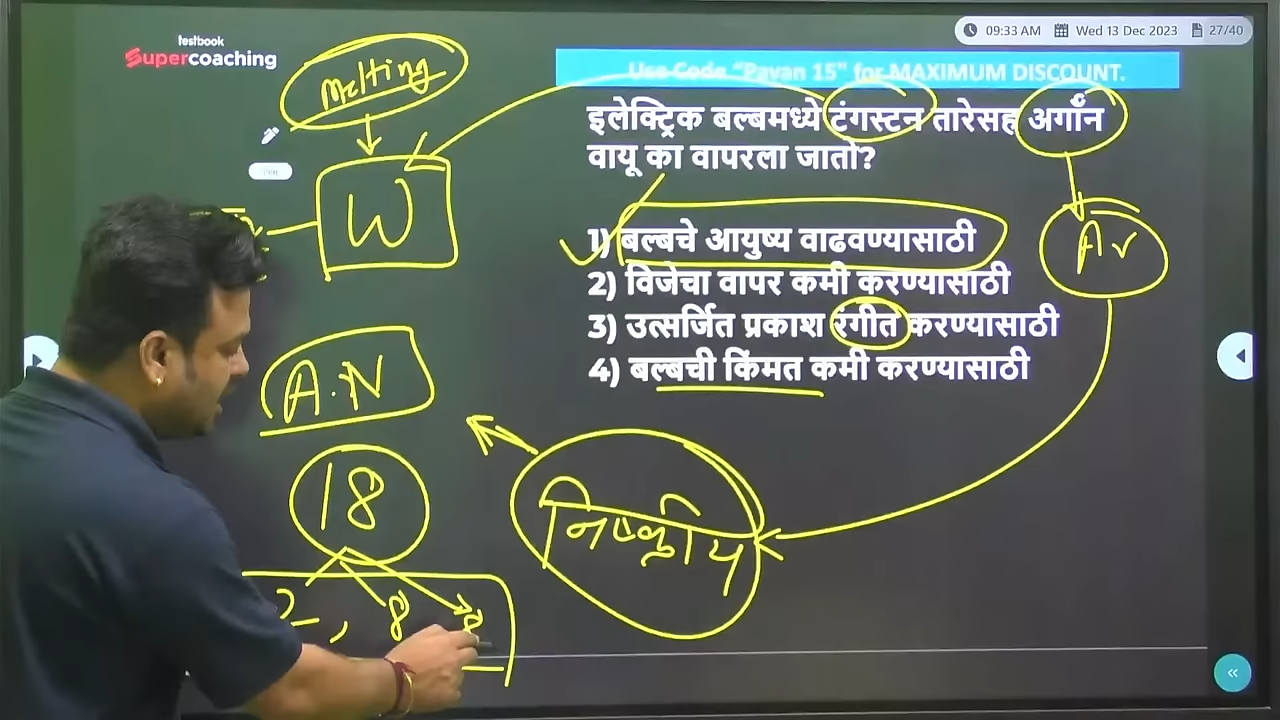 testbook
Supercoaching
09:33 AM Wed 13 Dec 2023 27/40
Use Code "Pavan 15" for MAXIMUM DISCOUNT.
इलेक्ट्रिक बल्बमध्ये टंगस्टन तारेसह अर्गॉन
वायू का वापरला जातो?
1) बल्बचे आयुष्य वाढवण्यासाठी
2) विजेचा वापर कमी करण्यासाठी
3) उत्सर्जित प्रकाश रंगीत करण्यासाठी
4) बल्बची किंमत कमी करण्यासाठी
Melting
W
Ar
A.N
18
2, 8 8
निष्क्रीय